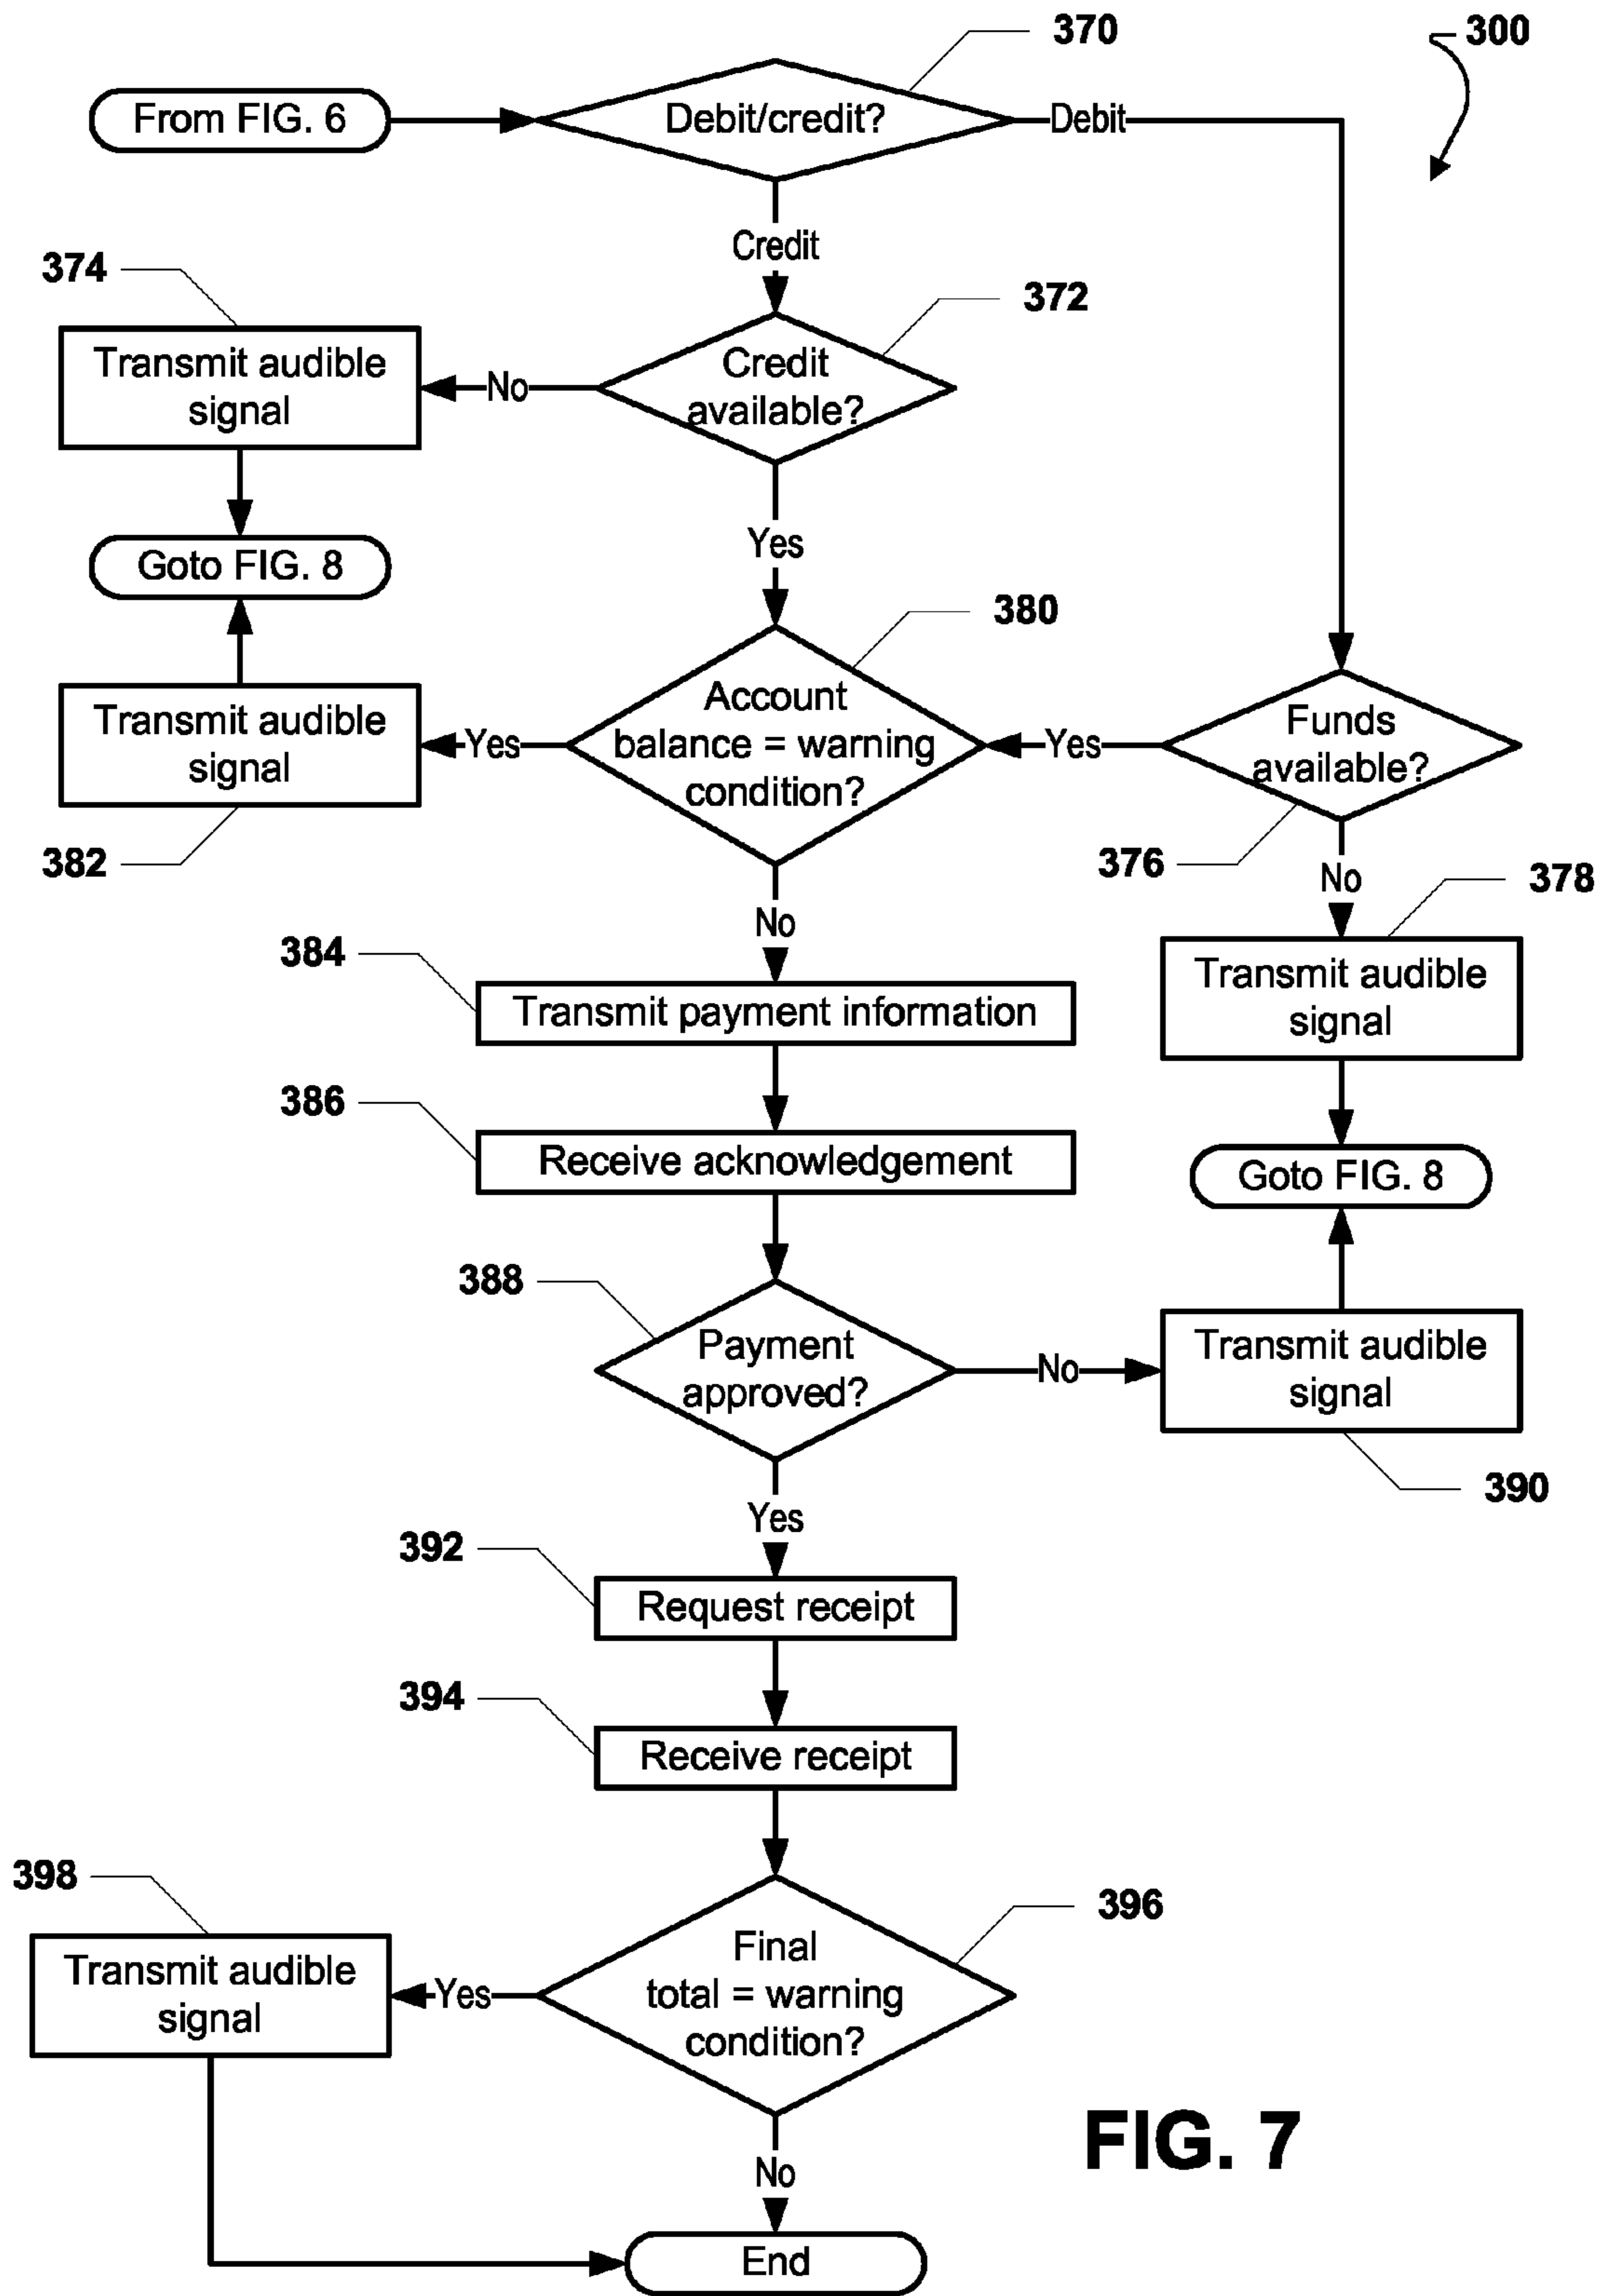 370
300
From FIG. 6
Debit/credit?
Debit
Credit
374
372
Transmit audible
signal
No
Credit
available?
Yes
Goto FIG. 8
380
Transmit audible
signal
Yes
Account
balance = warning
condition?
Yes
Funds
available?
382
376
No
378
No
384
Transmit payment information
Transmit audible
signal
386
Receive acknowledgement
Goto FIG. 8
388
Payment
approved?
No
Transmit audible
signal
390
Yes
392
Request receipt
394
Receive receipt
398
396
Transmit audible
signal
Yes
Final
total = warning
condition?
FIG. 7
No
End